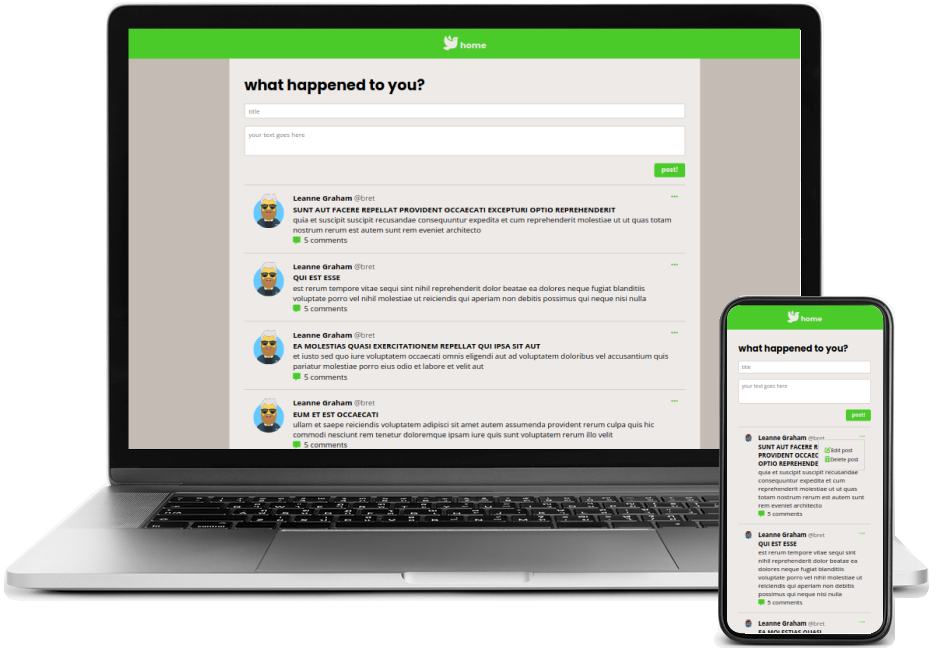 home
what happened to you?
title
your text goes here
post!
Leanne Graham @bret
SUNT AUT FACERE REPELLAT PROVIDENT OCCAECATI EXCEPTURI OPTIO REPREHENDERIT
quia et suscipit suscipit recusandae consequuntur expedita et cum reprehenderit molestiae ut ut quas totam
nostrum rerum est autem sunt rem eveniet architecto
5 comments
Leanne Graham @bret
QUI EST ESSE
est rerum tempore vitae sequi sint nihil reprehenderit dolor beatae ea dolores neque fugiat blanditiis
voluptate porro vel nihil molestiae ut reiciendis qui aperiam non debitis possimus qui neque nisi nulla
5 comments
Leanne Graham @bret
EA MOLESTIAS QUASI EXERCITATIONEM REPELLAT QUI IPSA SIT AUT
et iusto sed quo iure voluptatem occaecati omnis eligendi aut ad voluptatem doloribus vel accusantium quis
pariatur molestiae porro eius odio et labore et velit aut
5 comments
Leanne Graham @bret
EUM ET EST OCCAECATI
ullam et saepe reiciendis voluptatem adipisci sit amet autem assumenda provident rerum culpa quis hic
commodi nesciunt rem tenetur doloremque ipsam iure quis sunt voluptatem rerum illo velit
5 comments
control
home
what happened to you?
title
your text goes here
post!
Leanne Graham @bret
SUNT AUT FACERE R
PROVIDENT OCCAEC
OPTIO REPREHENDE
Edit post
Delete post
quia et suscipit suscipit recusandae
consequuntur expedita et cum
reprehenderit molestiae ut ut quas
totam nostrum rerum est autem sunt
rem eveniet architecto
5 comments
Leanne Graham @bret
QUI EST ESSE
est rerum tempore vitae sequi sint
nihil reprehenderit dolor beatae ea
dolores neque fugiat blanditiis
voluptate porro vel nihil molestiae ut
reiciendis qui aperiam non debitis
possimus qui neque nisi nulla
5 comments
Leanne Graham @bret
EA MOLESTIAS QUASI